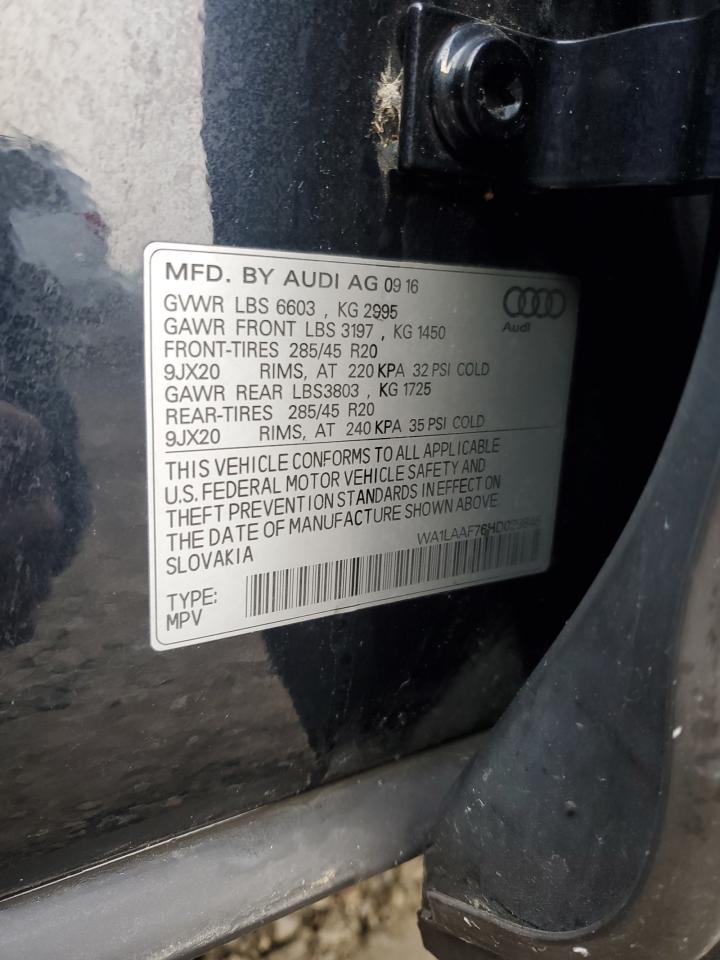 MFD. BY AUDI AG 09 16
GVWR LBS 6603 , KG 2995
GAWR FRONT LBS 3197 , KG 1450
FRONT-TIRES 285/45 R20
9JX20 RIMS, AT 220 KPA 32 PSI COLD
GAWR REAR LBS3803 , KG 1725
REAR-TIRES 285/45 R20
9JX20 RIMS, AT 240 KPA 35 PSI COLD
Audi
THIS VEHICLE CONFORMS TO ALL APPLICABLE
U.S. FEDERAL MOTOR VEHICLE SAFETY AND
THEFT PREVENTION STANDARDS IN EFFECT ON
THE DATE OF MANUFACTURE SHOWN ABOVE.
SLOVAKIA
TYPE:
MPV